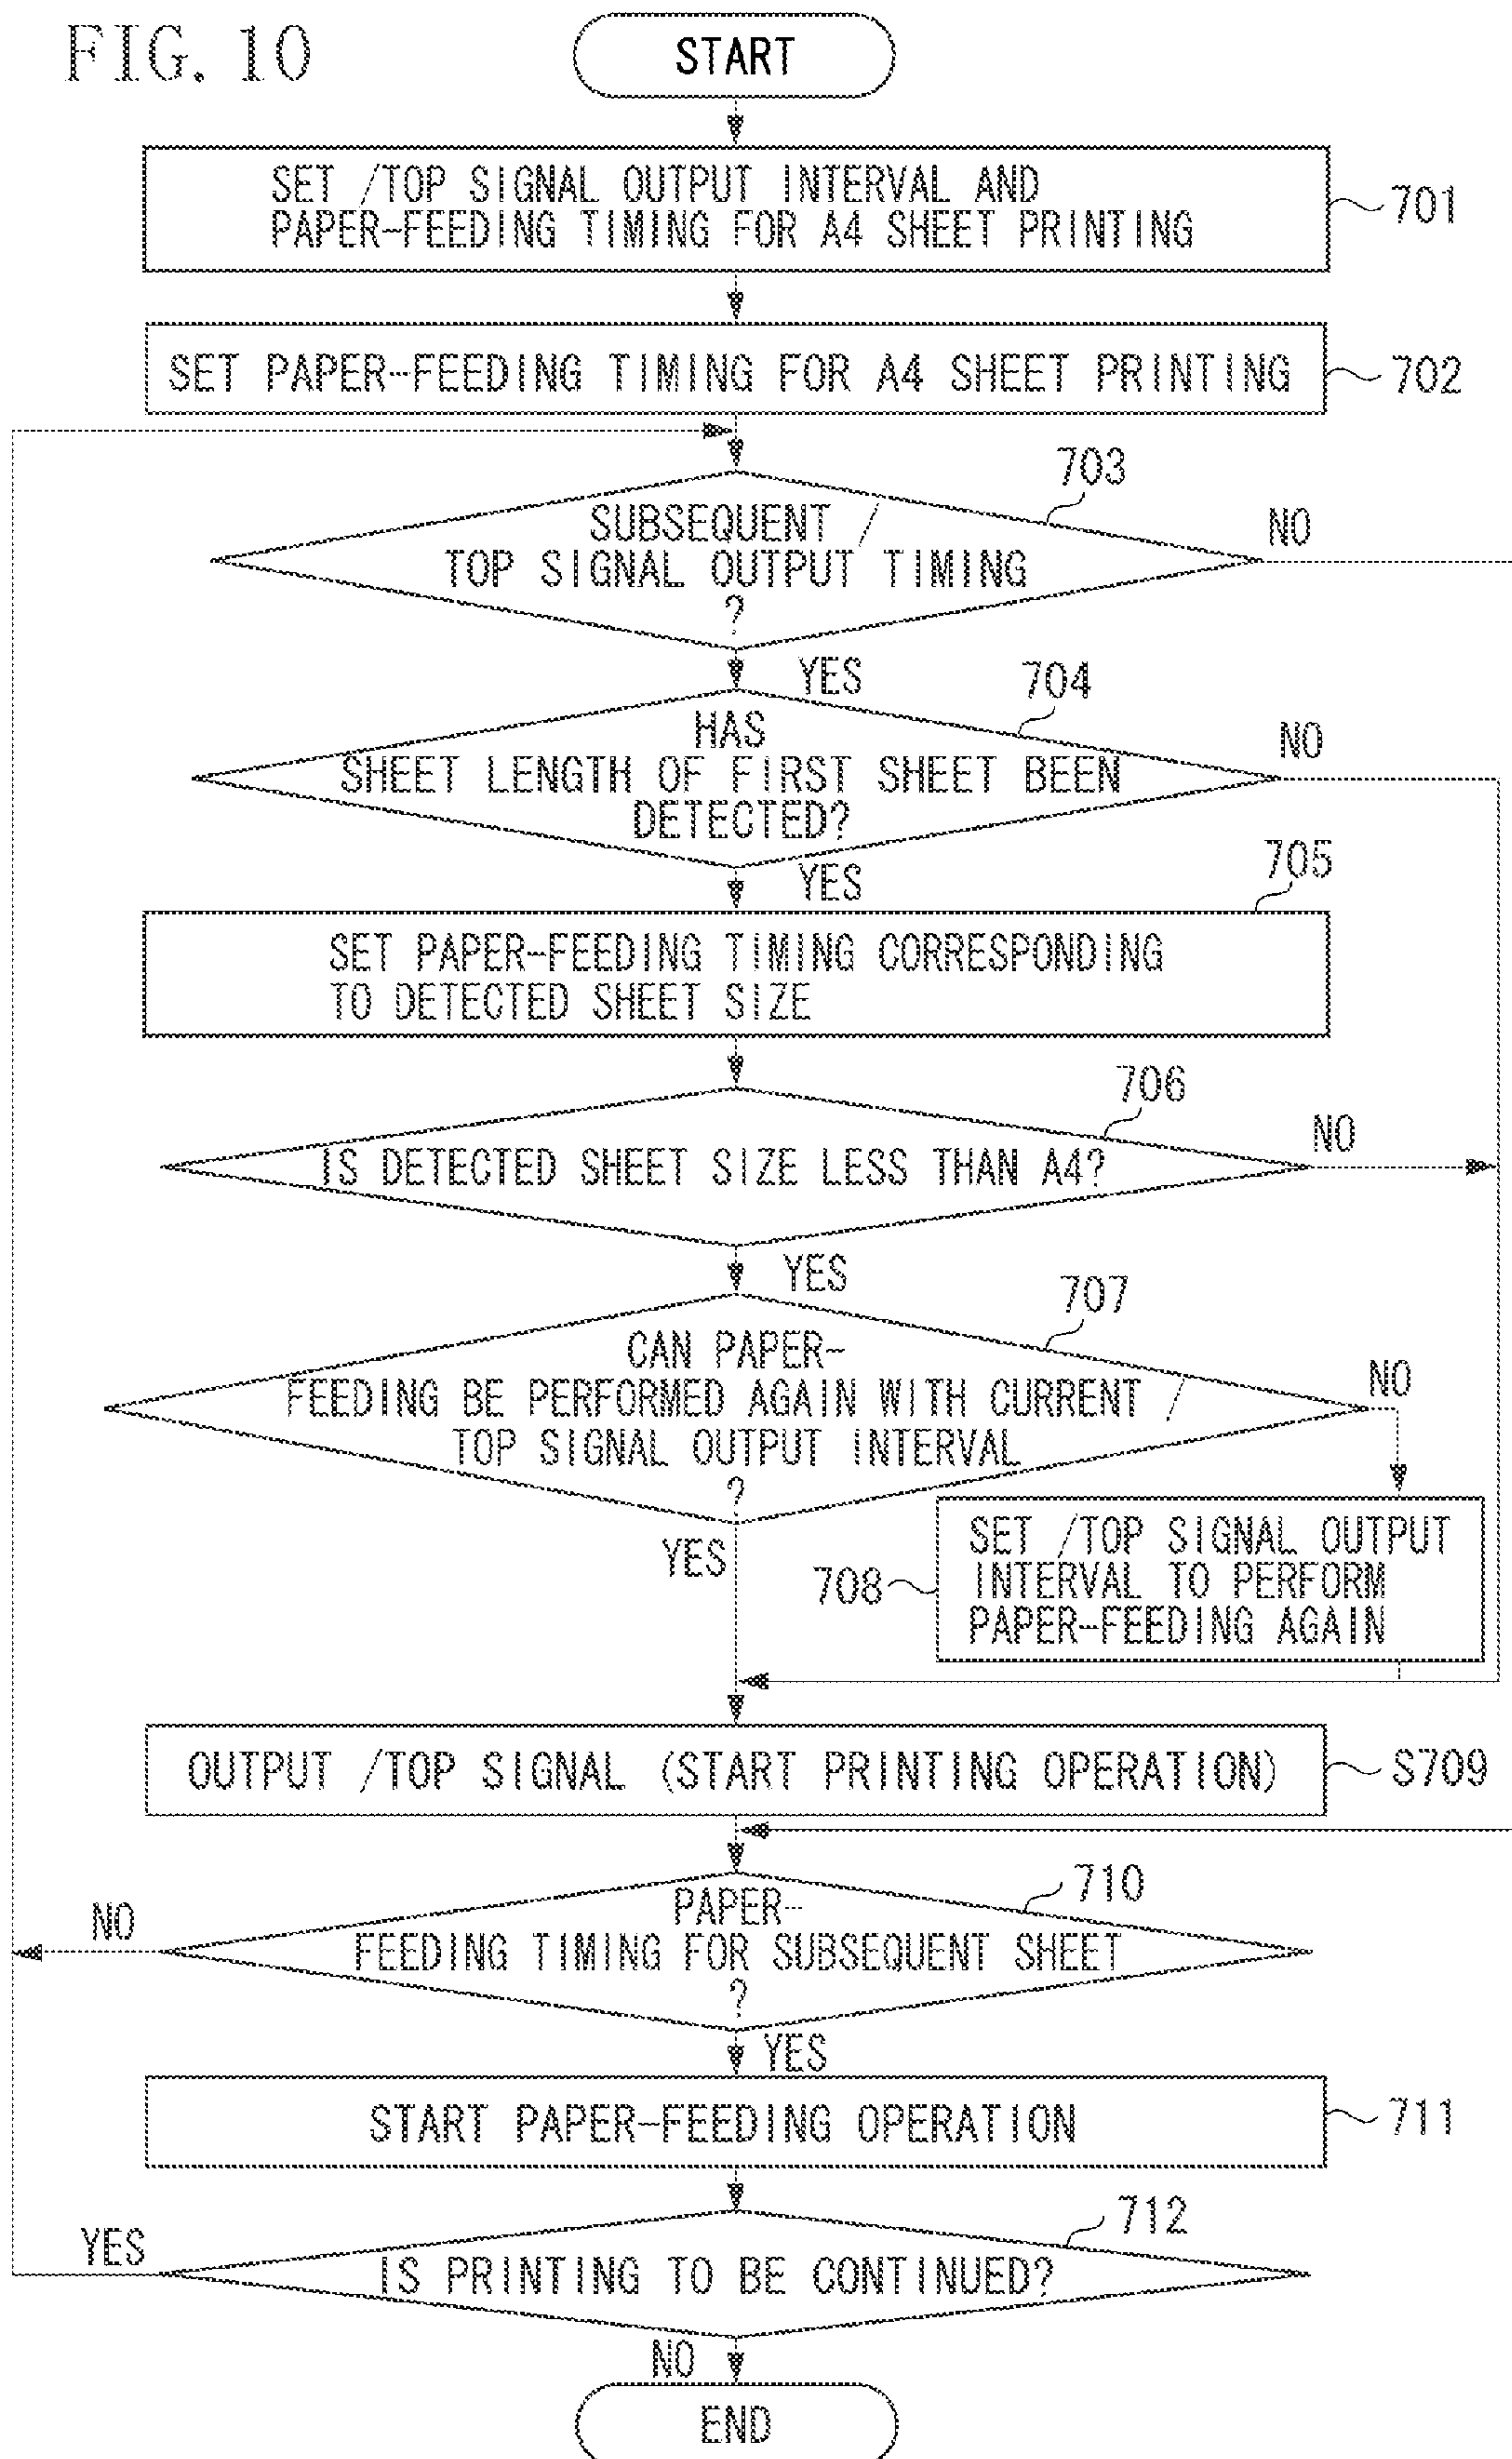 FIG. 10
START
SET /TOP SIGNAL OUTPUT INTERVAL AND
PAPER-FEEDING TIMING FOR A4 SHEET PRINTING
701
SET PAPER-FEEDING TIMING FOR A4 SHEET PRINTING
702
703
SUBSEQUENT /
TOP SIGNAL OUTPUT TIMING
?
NO
YES
704
HAS
SHEET LENGTH OF FIRST SHEET BEEN
DETECTED?
NO
YES
705
SET PAPER-FEEDING TIMING CORRESPONDING
TO DETECTED SHEET SIZE
706
IS DETECTED SHEET SIZE LESS THAN A4?
NO
YES
707
CAN PAPER-
FEEDING BE PERFORMED AGAIN WITH CURRENT /
TOP SIGNAL OUTPUT INTERVAL
?
NO
YES
708
SET /TOP SIGNAL OUTPUT
INTERVAL TO PERFORM
PAPER-FEEDING AGAIN
OUTPUT /TOP SIGNAL (START PRINTING OPERATION)
S709
710
PAPER-
FEEDING TIMING FOR SUBSEQUENT SHEET
?
NO
YES
START PAPER-FEEDING OPERATION
711
712
IS PRINTING TO BE CONTINUED?
YES
NO
END